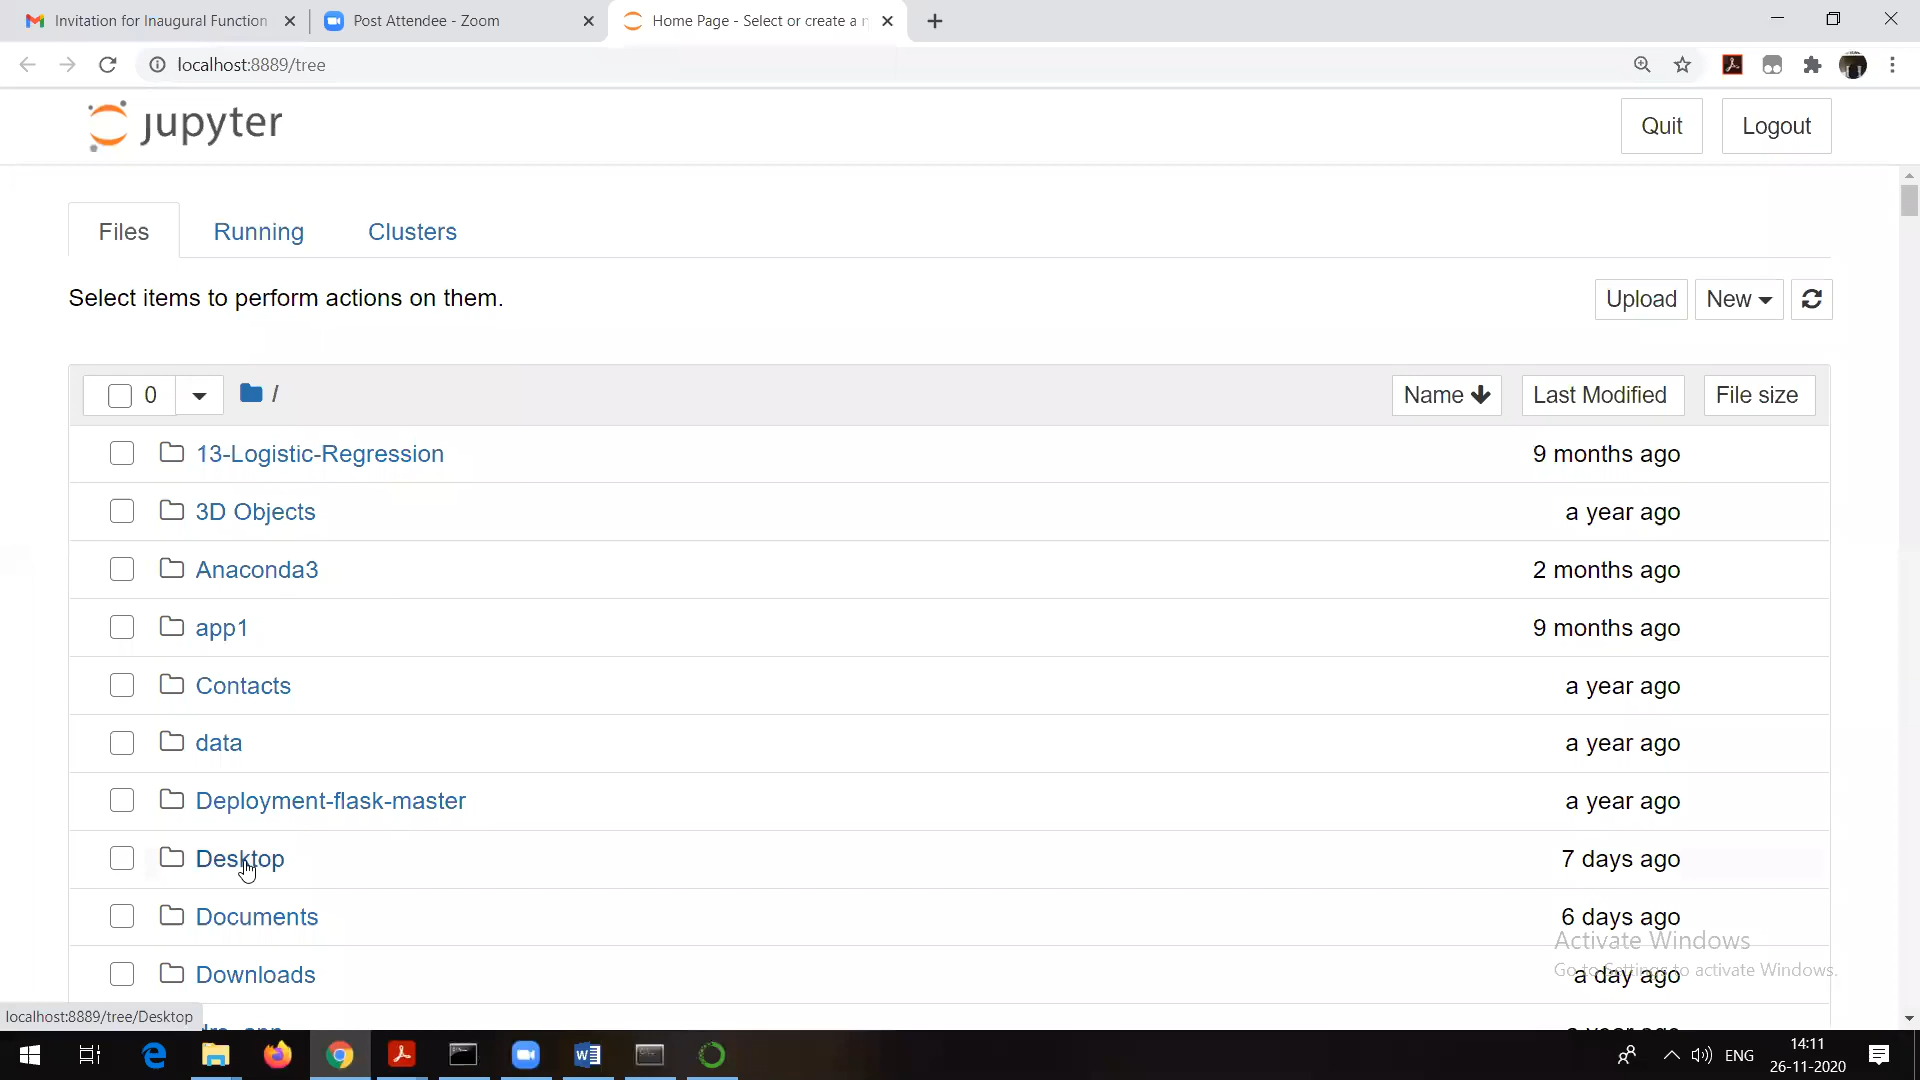 Invitation for Inaugural Function
Post Attendee - Zoom
Home Page - Select or create a n
localhost:8889/tree
jupyter
Quit
Logout
Files
Running
Clusters
Select items to perform actions on them.
Upload
New
0
/
Name
Last Modified
File size
13-Logistic-Regression
9 months ago
3D Objects
a year ago
Anaconda3
2 months ago
app1
9 months ago
Contacts
a year ago
data
a year ago
Deployment-flask-master
a year ago
Desktop
7 days ago
Documents
6 days ago
Activate Windows
Go to Settings to activate Windows.
Downloads
a day ago
localhost:8889/tree/Desktop
a year ago
ENG
14:11
26-11-2020